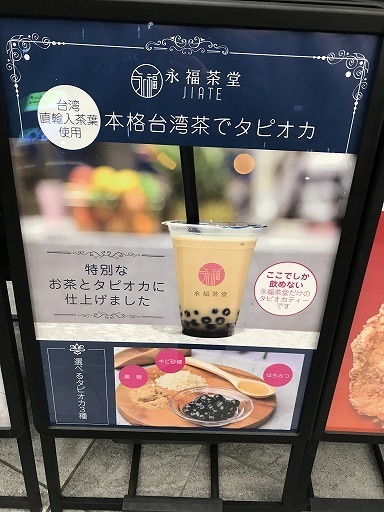 永福
永福茶堂
JIATE
台湾
直輸入茶葉
使用
本格台湾茶でタピオカ
特別な
お茶とタピオカに
仕上げました
永福
永福茶堂
ここでしか
飲めない
永福茶堂だけの
タピオカティー
です
選べるタピオカ3種
黒糖
キビ砂糖
はちみつ